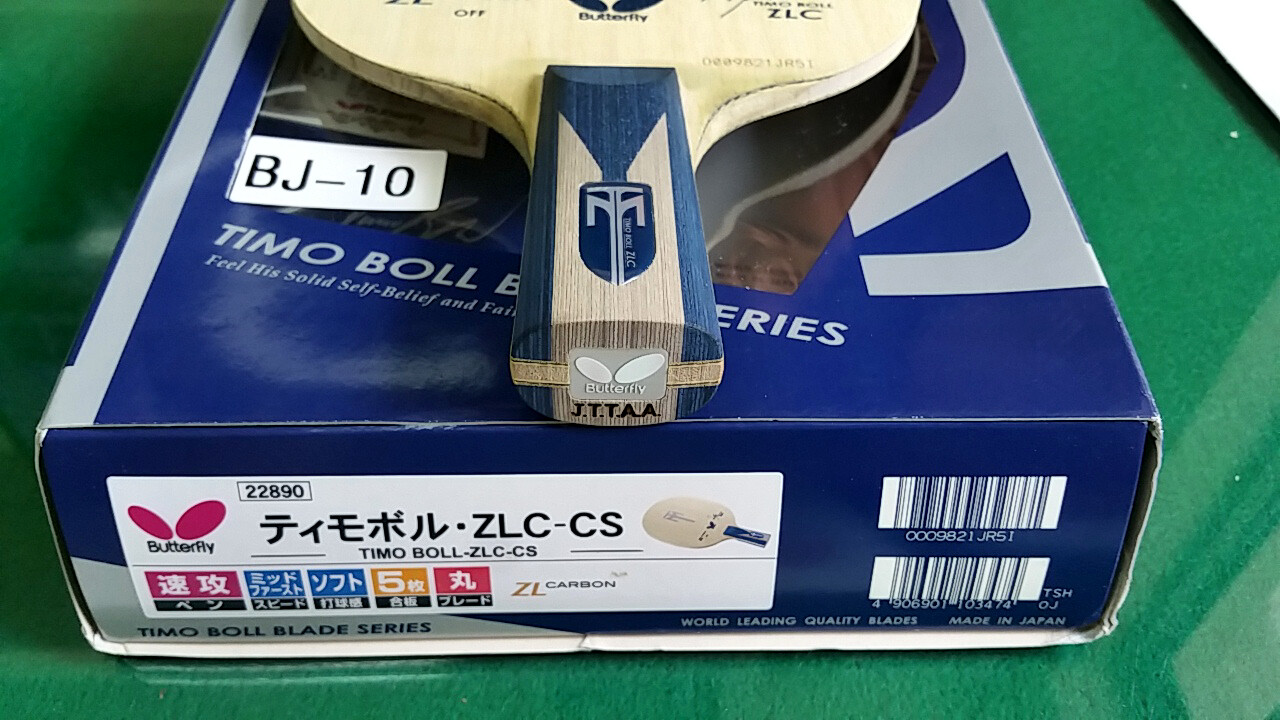 ZL
OFF
Butterfly
TIMO BOLL
ZLC
0009821JR5I
BJ-10
TIMO BOLL B
ERIES
Feel His Solid Self-Belief and Fai
TIMO BOLL ZLC
Butterfly
J.T.T.A.A
22890
Butterfly
ティモボル・ZLC-CS
TIMO BOLL-ZLC-CS
速攻
ペン
ミッドファースト
スピード
ソフト
打球感
5枚
合板
丸
ブレード
ZL CARBON
0009821JR5I
4 906901 103474
TSH
OJ
TIMO BOLL BLADE SERIES
WORLD LEADING QUALITY BLADES MADE IN JAPAN